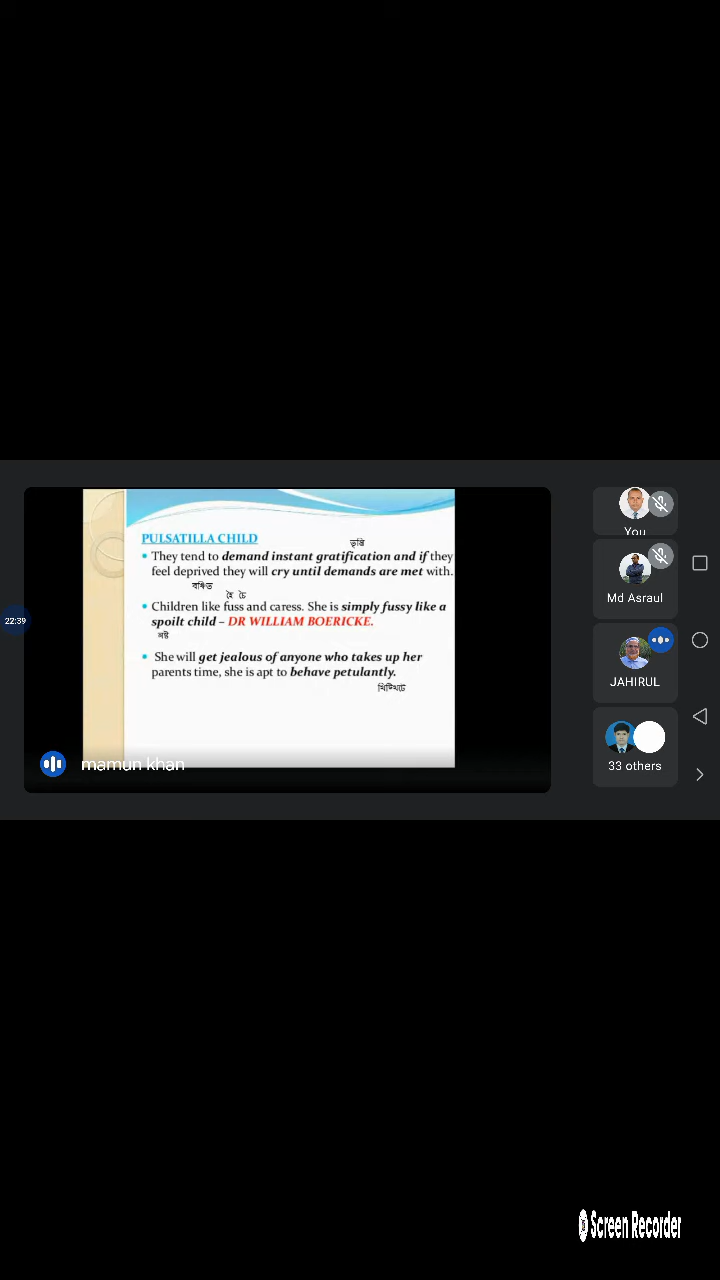 PULSATILLA CHILD
তৃপ্তি
• They tend to demand instant gratification and if they
feel deprived they will cry until demands are met with.
বঞ্চিত
হৈ চৈ
• Children like fuss and caress. She is simply fussy like a
spoilt child – DR WILLIAM BOERICKE.
নষ্ট
• She will get jealous of anyone who takes up her
parents time, she is apt to behave petulantly.
খিটখিটে
mamun khan
22:39
You
Md Asraul
JAHIRUL
33 others
Screen Recorder